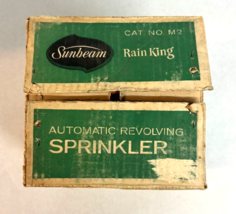 CAT. NO. M2
Sunbeam
Rain King
AUTOMATIC REVOLVING
SPRINKLER